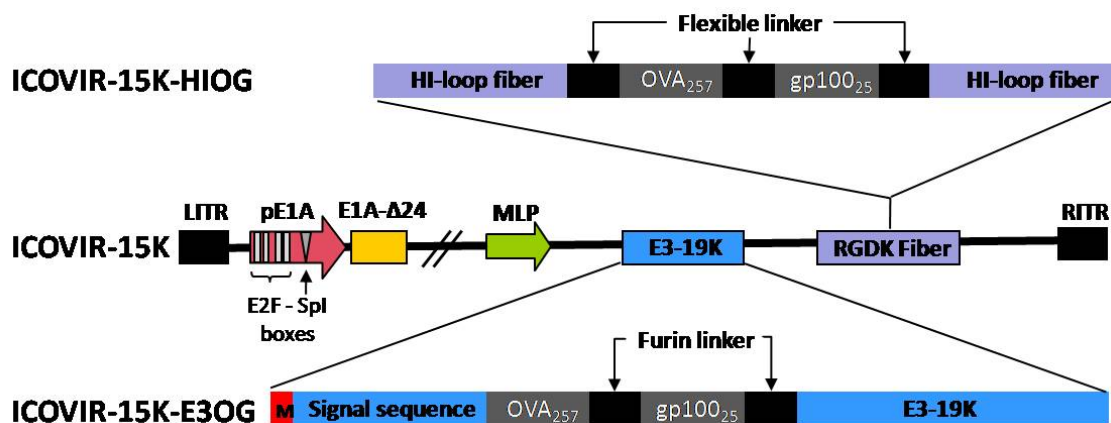 Flexible linker
ICOVIR-15K-HIOG
HI-loop fiber OVA₂₅₇ gp100₂₅ HI-loop fiber
LITR pE1A E1A-Δ24 MLP RITR
ICOVIR-15K
E3-19K RGDK Fiber
E2F - SpI
boxes
Furin linker
ICOVIR-15K-E3OG
M Signal sequence OVA₂₅₇ gp100₂₅ E3-19K